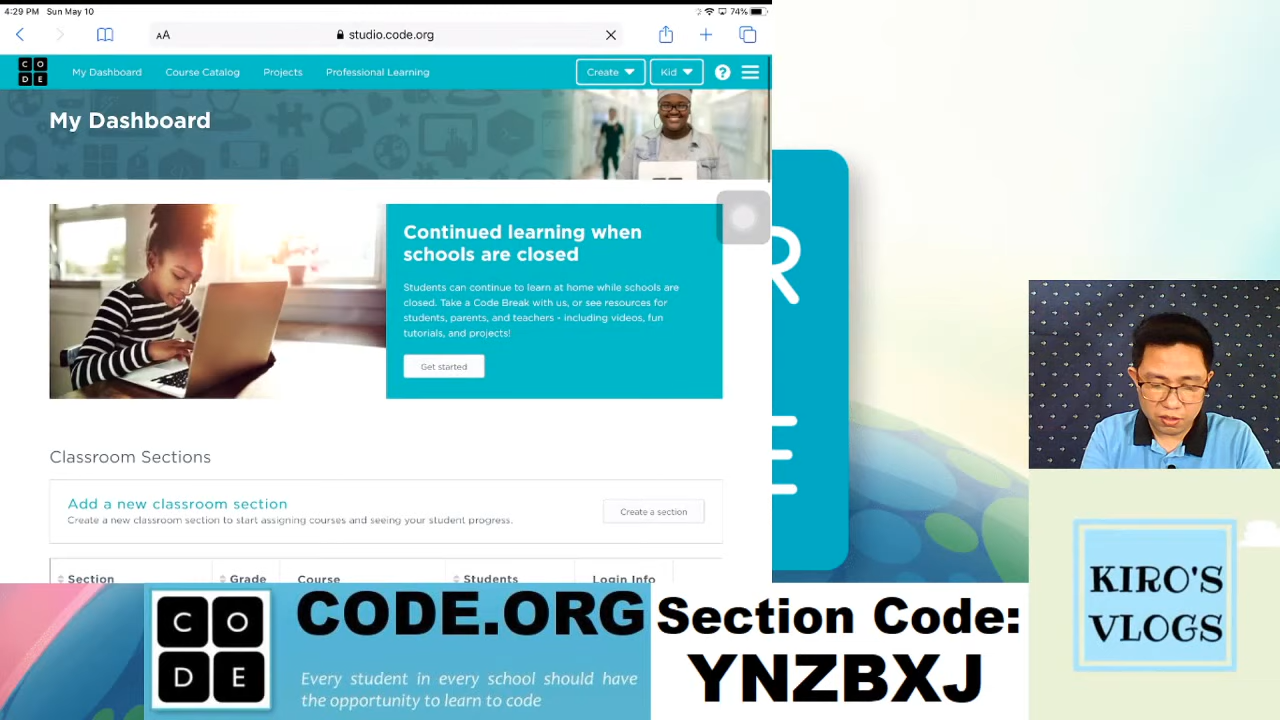 4:29 PM Sun May 10
74%
AA
studio.code.org
C O
D E
My Dashboard
Course Catalog
Projects
Professional Learning
Create
Kid
?
My Dashboard
Continued learning when
schools are closed
Students can continue to learn at home while schools are
closed. Take a Code Break with us, or see resources for
students, parents, and teachers - including videos, fun
tutorials, and projects!
Get started
Classroom Sections
Add a new classroom section
Create a new classroom section to start assigning courses and seeing your student progress.
Create a section
Section
Grade
Course
Students
Login Info
R
E
C O
D E
CODE.ORG
Every student in every school should have
the opportunity to learn to code
Section Code:
YNZBXJ
KIRO'S
VLOGS